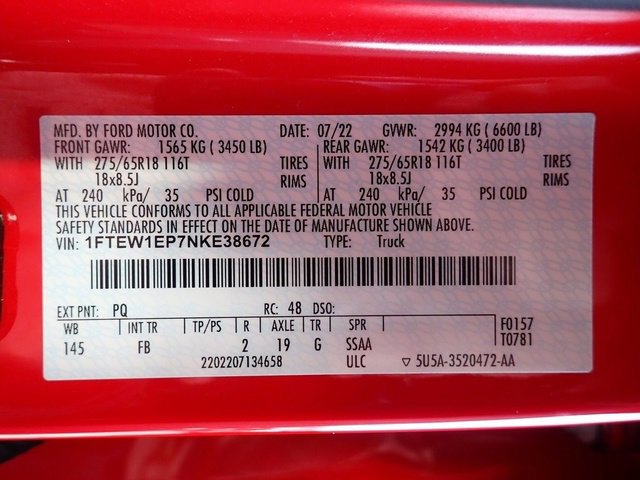 MFD. BY FORD MOTOR CO. DATE: 07/22 GVWR: 2994 KG ( 6600 LB)
FRONT GAWR: 1565 KG ( 3450 LB) REAR GAWR: 1542 KG ( 3400 LB)
WITH 275/65R18 116T TIRES 275/65R18 116T TIRES
18x8.5J RIMS 18x8.5J RIMS
AT 240 kPa/ 35 PSI COLD AT 240 kPa/ 35 PSI COLD
THIS VEHICLE CONFORMS TO ALL APPLICABLE FEDERAL MOTOR VEHICLE
SAFETY STANDARDS IN EFFECT ON THE DATE OF MANUFACTURE SHOWN ABOVE.
VIN: 1FTEW1EP7NKE38672 TYPE: Truck
EXT PNT: PQ RC: 48 DSO:
WB INT TR TP/PS R AXLE TR SPR F0157
145 FB 2 19 G SSAA T0781
2202207134658 ULC ▽ 5U5A-3520472-AA